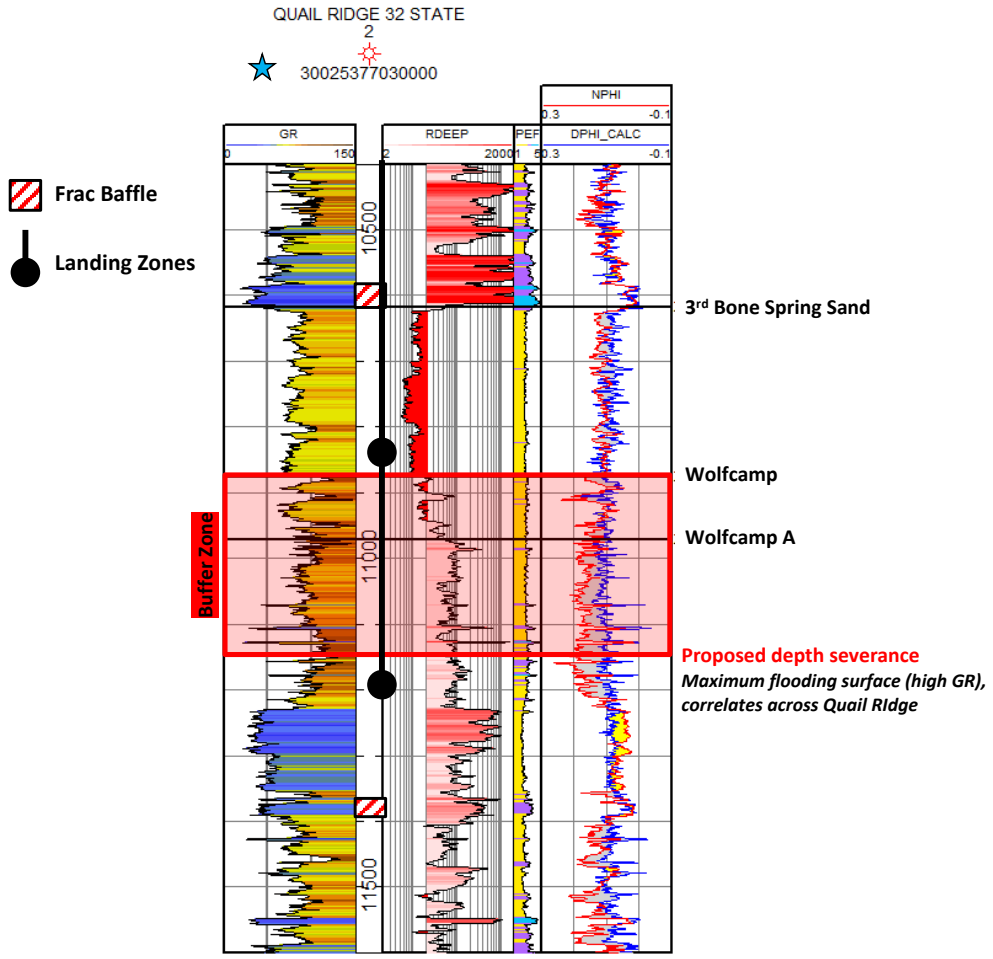 QUAIL RIDGE 32 STATE
2
30025377030000
NPHI
0.3 -0.1
GR RDEEP PEF DPHI_CALC
0 150 2 2000 1 5 0.3 -0.1
Frac Baffle
Landing Zones
10500
3rd Bone Spring Sand
Wolfcamp
Wolfcamp A
Buffer Zone
11000
Proposed depth severance
Maximum flooding surface (high GR),
correlates across Quail RIdge
11500